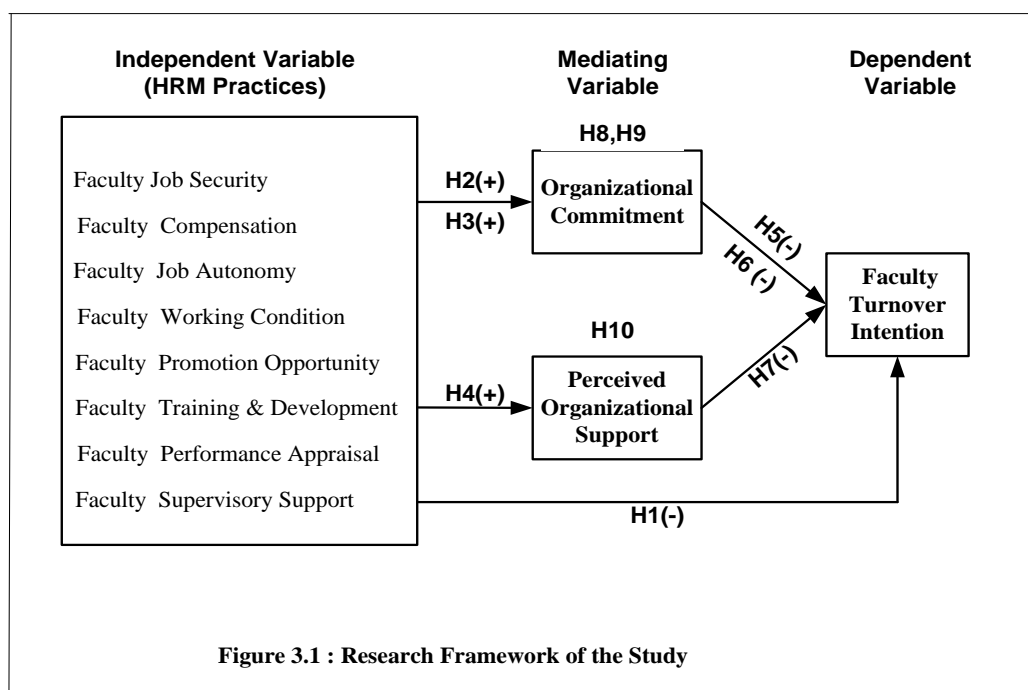 Independent Variable
(HRM Practices)
Mediating
Variable
Dependent
Variable
Faculty Job Security
Faculty Compensation
Faculty Job Autonomy
Faculty Working Condition
Faculty Promotion Opportunity
Faculty Training & Development
Faculty Performance Appraisal
Faculty Supervisory Support
H2(+)
H3(+)
H4(+)
H8,H9
Organizational
Commitment
H10
Perceived
Organizational
Support
H5(-)
H6 (-)
H7(-)
Faculty
Turnover
Intention
H1(-)
Figure 3.1 : Research Framework of the Study